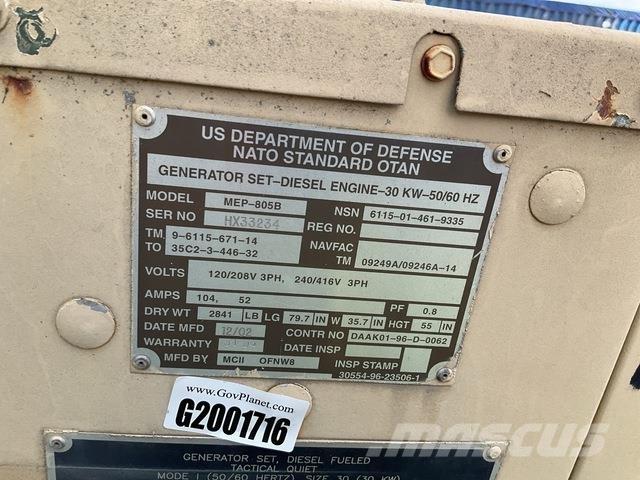 US DEPARTMENT OF DEFENSE
NATO STANDARD OTAN
GENERATOR SET-DIESEL ENGINE-30 KW-50/60 HZ
MODEL MEP-805B NSN 6115-01-461-9335
SER NO HX33234 REG NO.
TM 9-6115-671-14 NAVFAC
TO 35C2-3-446-32 TM 09249A/09246A-14
VOLTS 120/208V 3PH, 240/416V 3PH
AMPS 104, 52 PF 0.8
DRY WT 2841 LB LG 79.7 IN W 35.7 IN HGT 55 IN
DATE MFD 12/02 CONTR NO DAAK01-96-D-0062
WARRANTY DATE INSP
MFD BY MCII OFNW8 INSP STAMP
30554-96-23506-1
www.GovPlanet.com
G2001716
GENERATOR SET, DIESEL FUELED
TACTICAL QUIET
MODE I (50/60 HERTZ) SIZE 30 (30 KW)
MASCUS